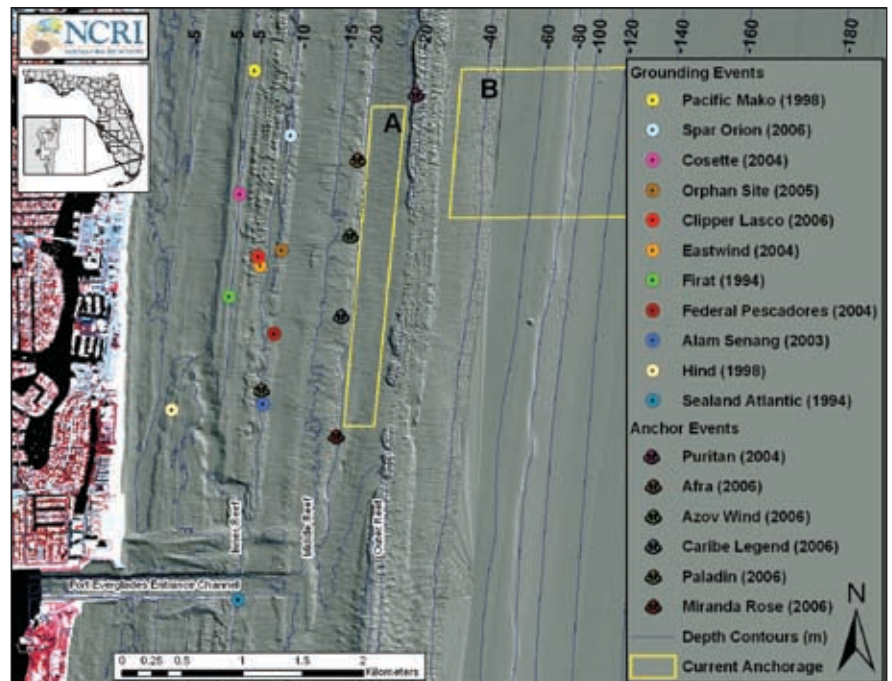 NCRI
-5
-5
-5
-10
-15
-20
-20
-40
-60
-80
-100
-120
-140
-160
-180
A
B
Grounding Events
Pacific Mako (1998)
Spar Orion (2006)
Cosette (2004)
Orphan Site (2005)
Clipper Lasco (2006)
Eastwind (2004)
Firat (1994)
Federal Pescadores (2004)
Alam Senang (2003)
Hind (1998)
Sealand Atlantic (1994)
Anchor Events
Puritan (2004)
Afra (2006)
Azov Wind (2006)
Caribe Legend (2006)
Paladin (2006)
Miranda Rose (2006)
Depth Contours (m)
Current Anchorage
N
Inner Reef
Middle Reef
Outer Reef
Port Everglades Entrance Channel
0 0.25 0.5 1 2
Kilometers